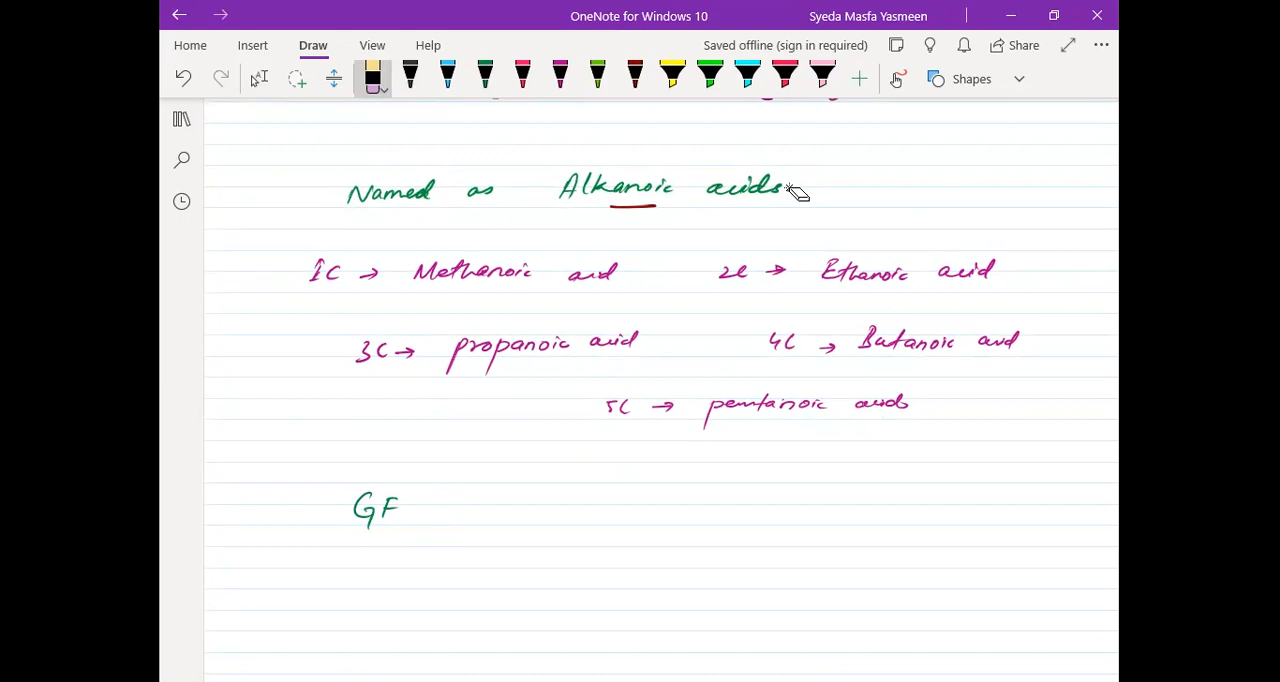 OneNote for Windows 10
Syeda Masfa Yasmeen
Home Insert Draw View Help
Saved offline (sign in required)
Share
Shapes
Named as Alkanoic acids
1C → Methanoic acid 2C → Ethanoic acid
3C → propanoic acid 4C → Butanoic acid
5C → pentanoic acids
GF